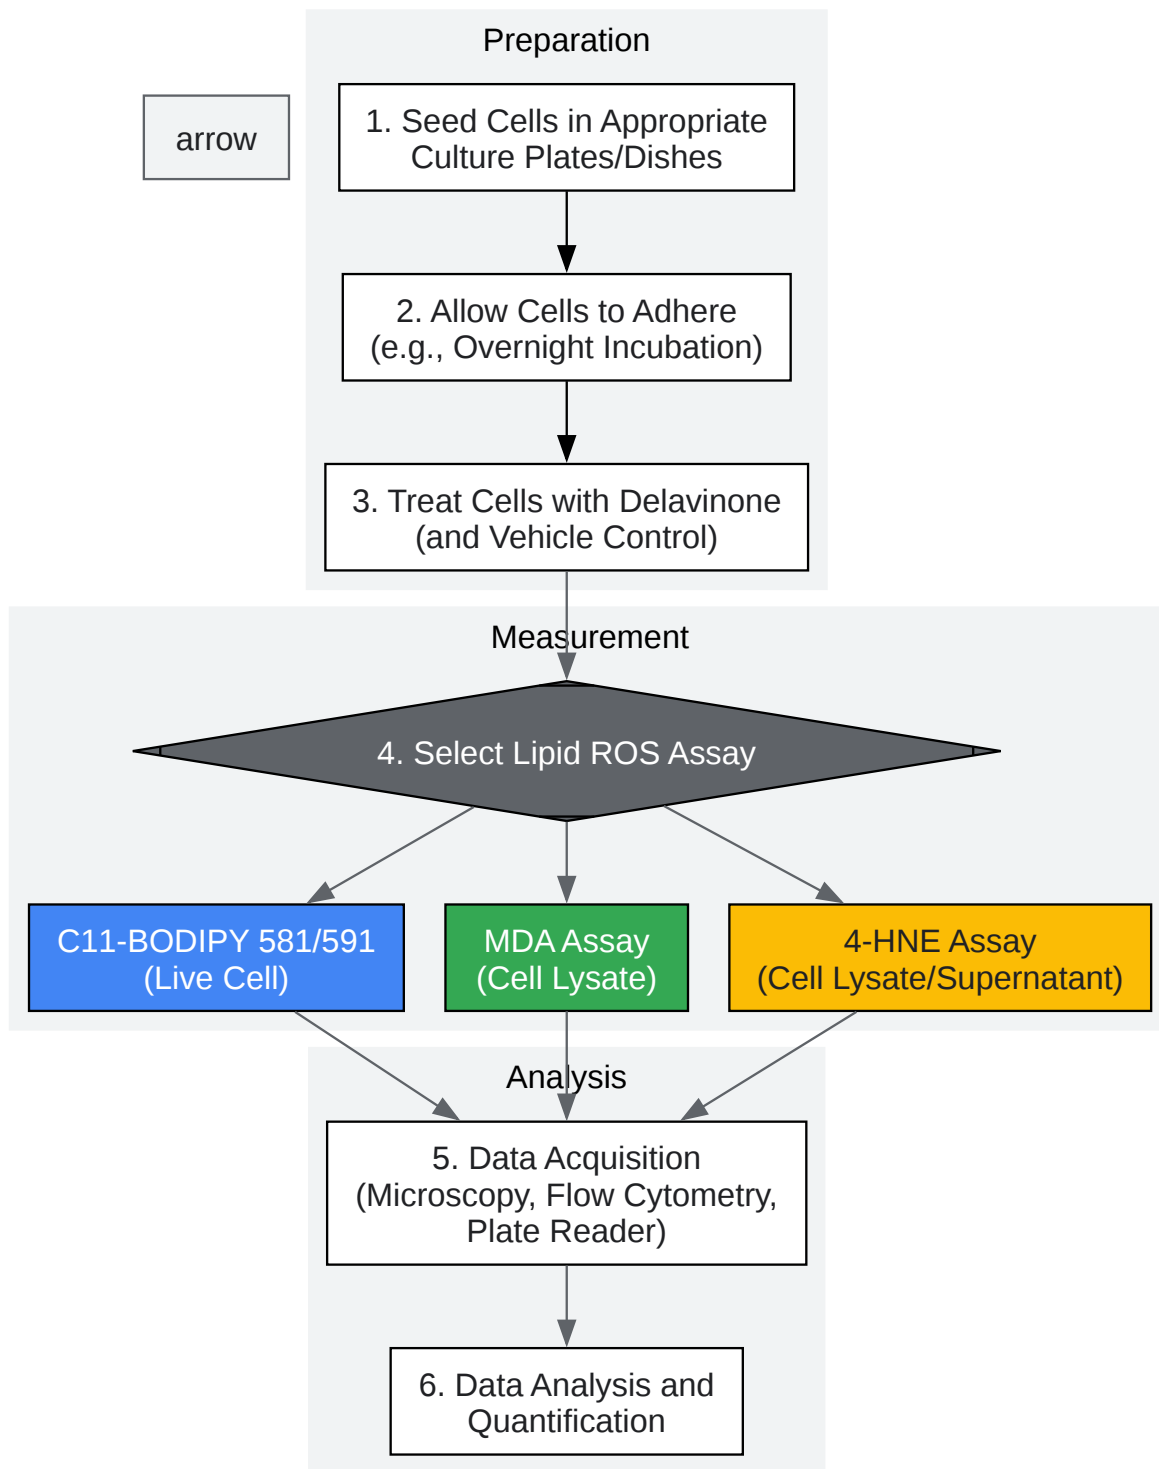 Preparation
arrow
1. Seed Cells in Appropriate
Culture Plates/Dishes
2. Allow Cells to Adhere
(e.g., Overnight Incubation)
3. Treat Cells with Delavinone
(and Vehicle Control)
Measurement
4. Select Lipid ROS Assay
C11-BODIPY 581/591
(Live Cell)
MDA Assay
(Cell Lysate)
4-HNE Assay
(Cell Lysate/Supernatant)
Analysis
5. Data Acquisition
(Microscopy, Flow Cytometry,
Plate Reader)
6. Data Analysis and
Quantification